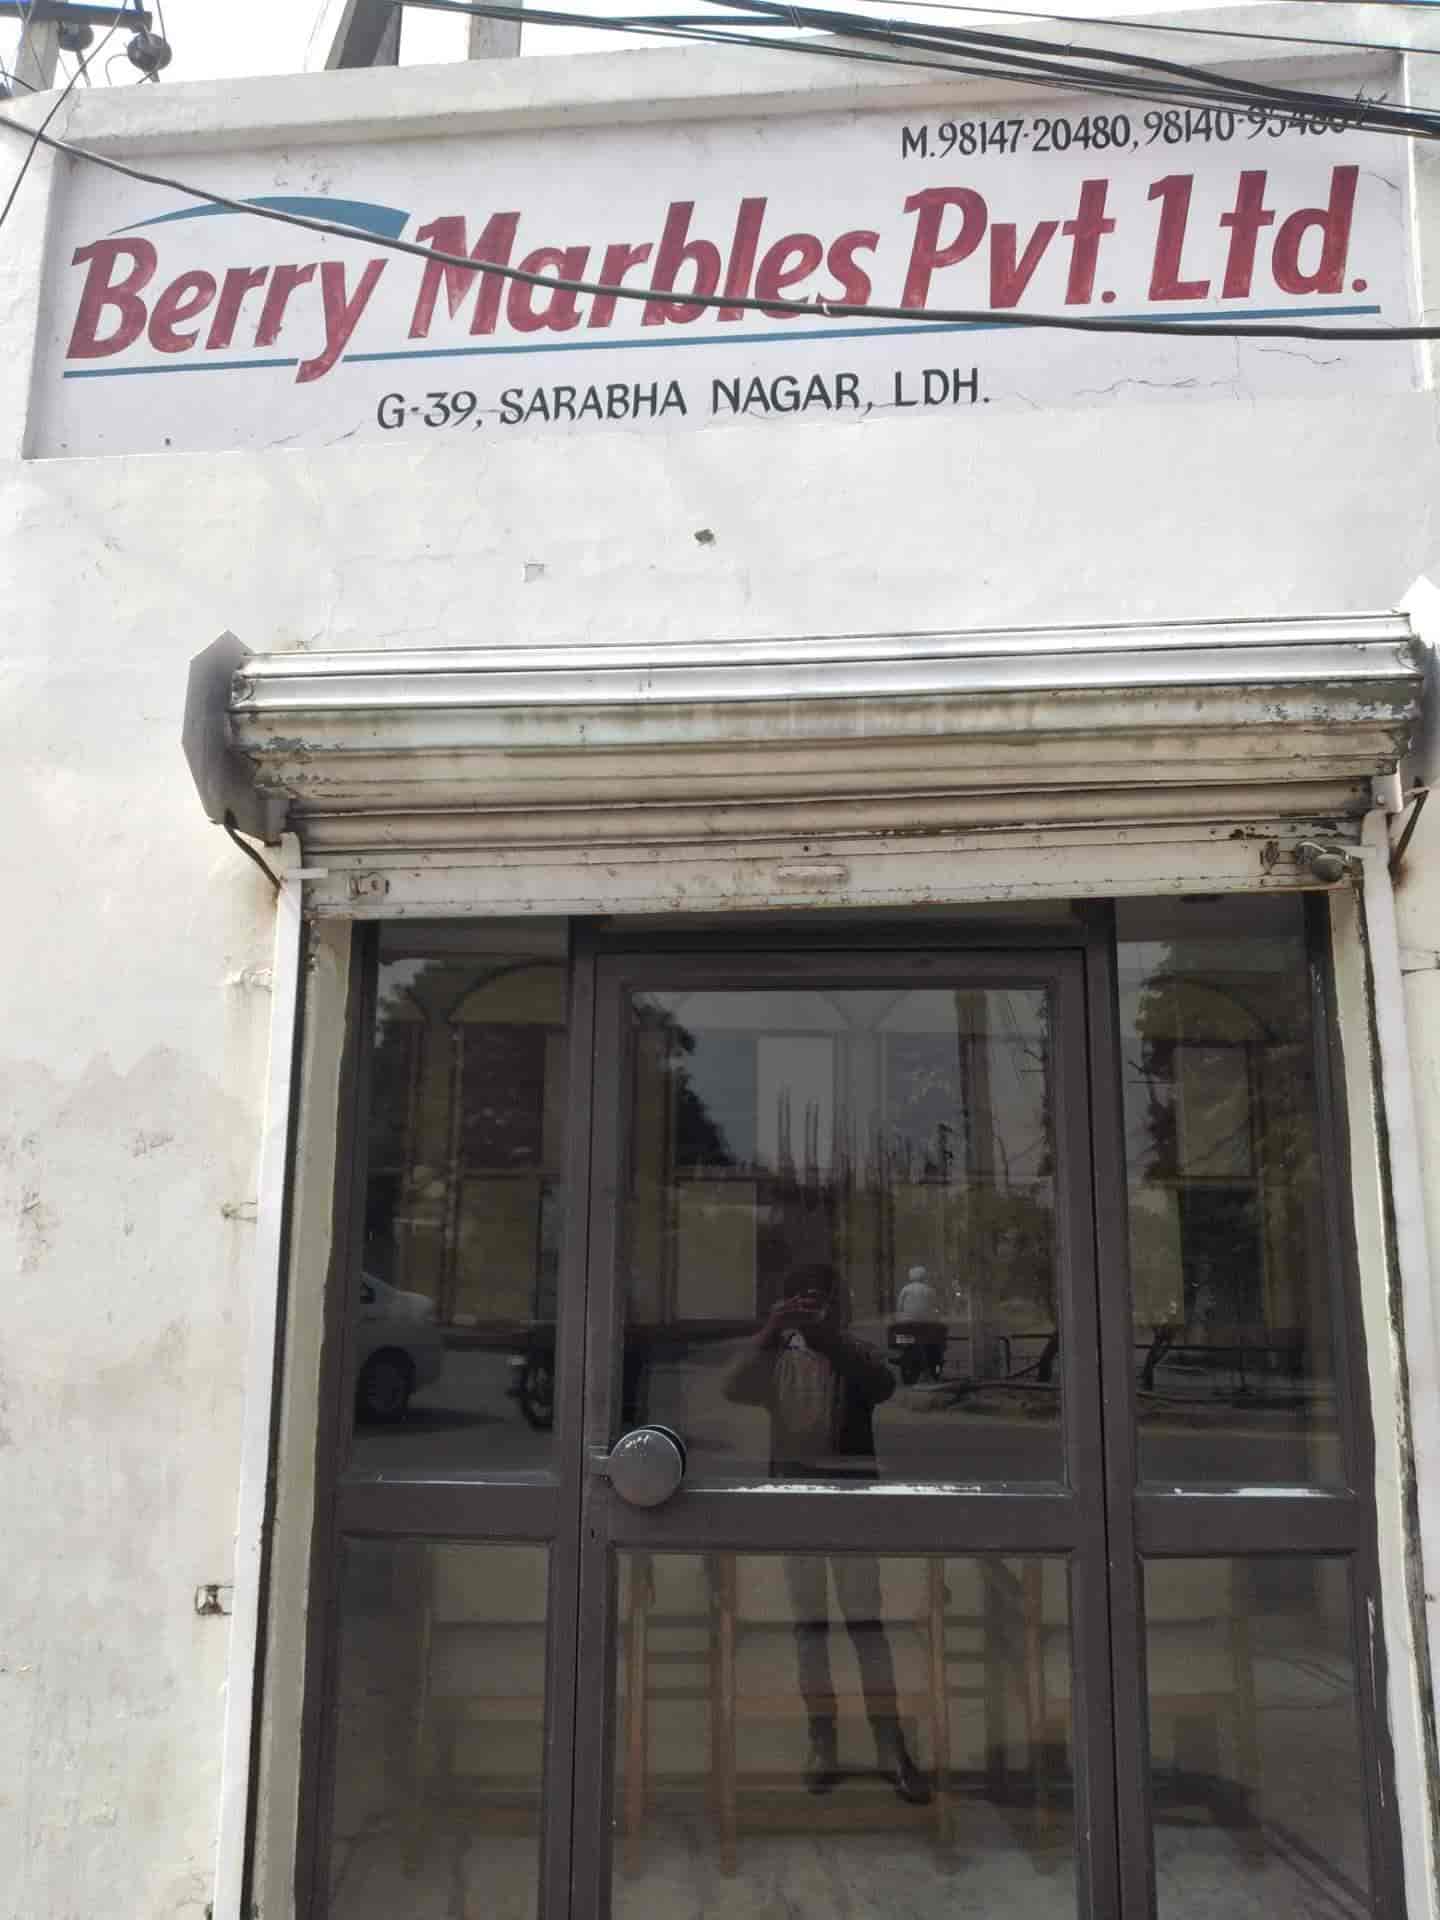 M.98147-20480, 98140-
Berry Marbles Pvt. Ltd.
G-39, SARABHA NAGAR, LDH.